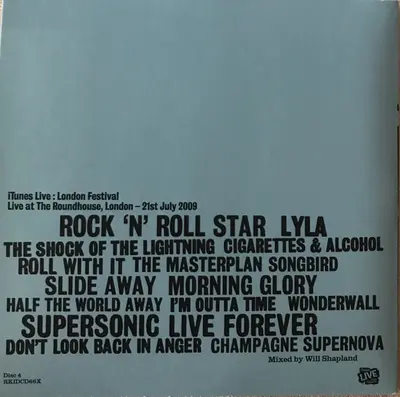 iTunes Live : London Festival
Live at The Roundhouse, London – 21st July 2009
ROCK 'N' ROLL STAR LYLA
THE SHOCK OF THE LIGHTNING CIGARETTES & ALCOHOL
ROLL WITH IT THE MASTERPLAN SONGBIRD
SLIDE AWAY MORNING GLORY
HALF THE WORLD AWAY I'M OUTTA TIME WONDERWALL
SUPERSONIC LIVE FOREVER
DON'T LOOK BACK IN ANGER CHAMPAGNE SUPERNOVA
Mixed by Will Shapland
Disc 4
RKIDCD66X
LIVE